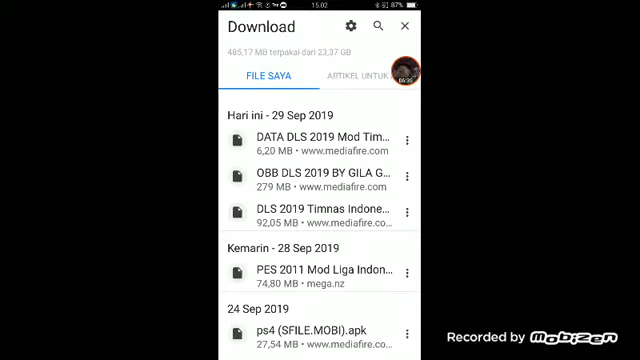 15.02
87%
Download
485,17 MB terpakai dari 23,37 GB
FILE SAYA
ARTIKEL UNTUK
Hari ini - 29 Sep 2019
DATA DLS 2019 Mod Tim...
6,20 MB • www.mediafire.com
OBB DLS 2019 BY GILA G...
279 MB • www.mediafire.com
DLS 2019 Timnas Indone...
92,05 MB • www.mediafire.co...
Kemarin - 28 Sep 2019
PES 2011 Mod Liga Indon...
74,80 MB • mega.nz
24 Sep 2019
ps4 (SFILE.MOBI).apk
27,54 MB • www.mediafire.co...
Recorded by Mobizen